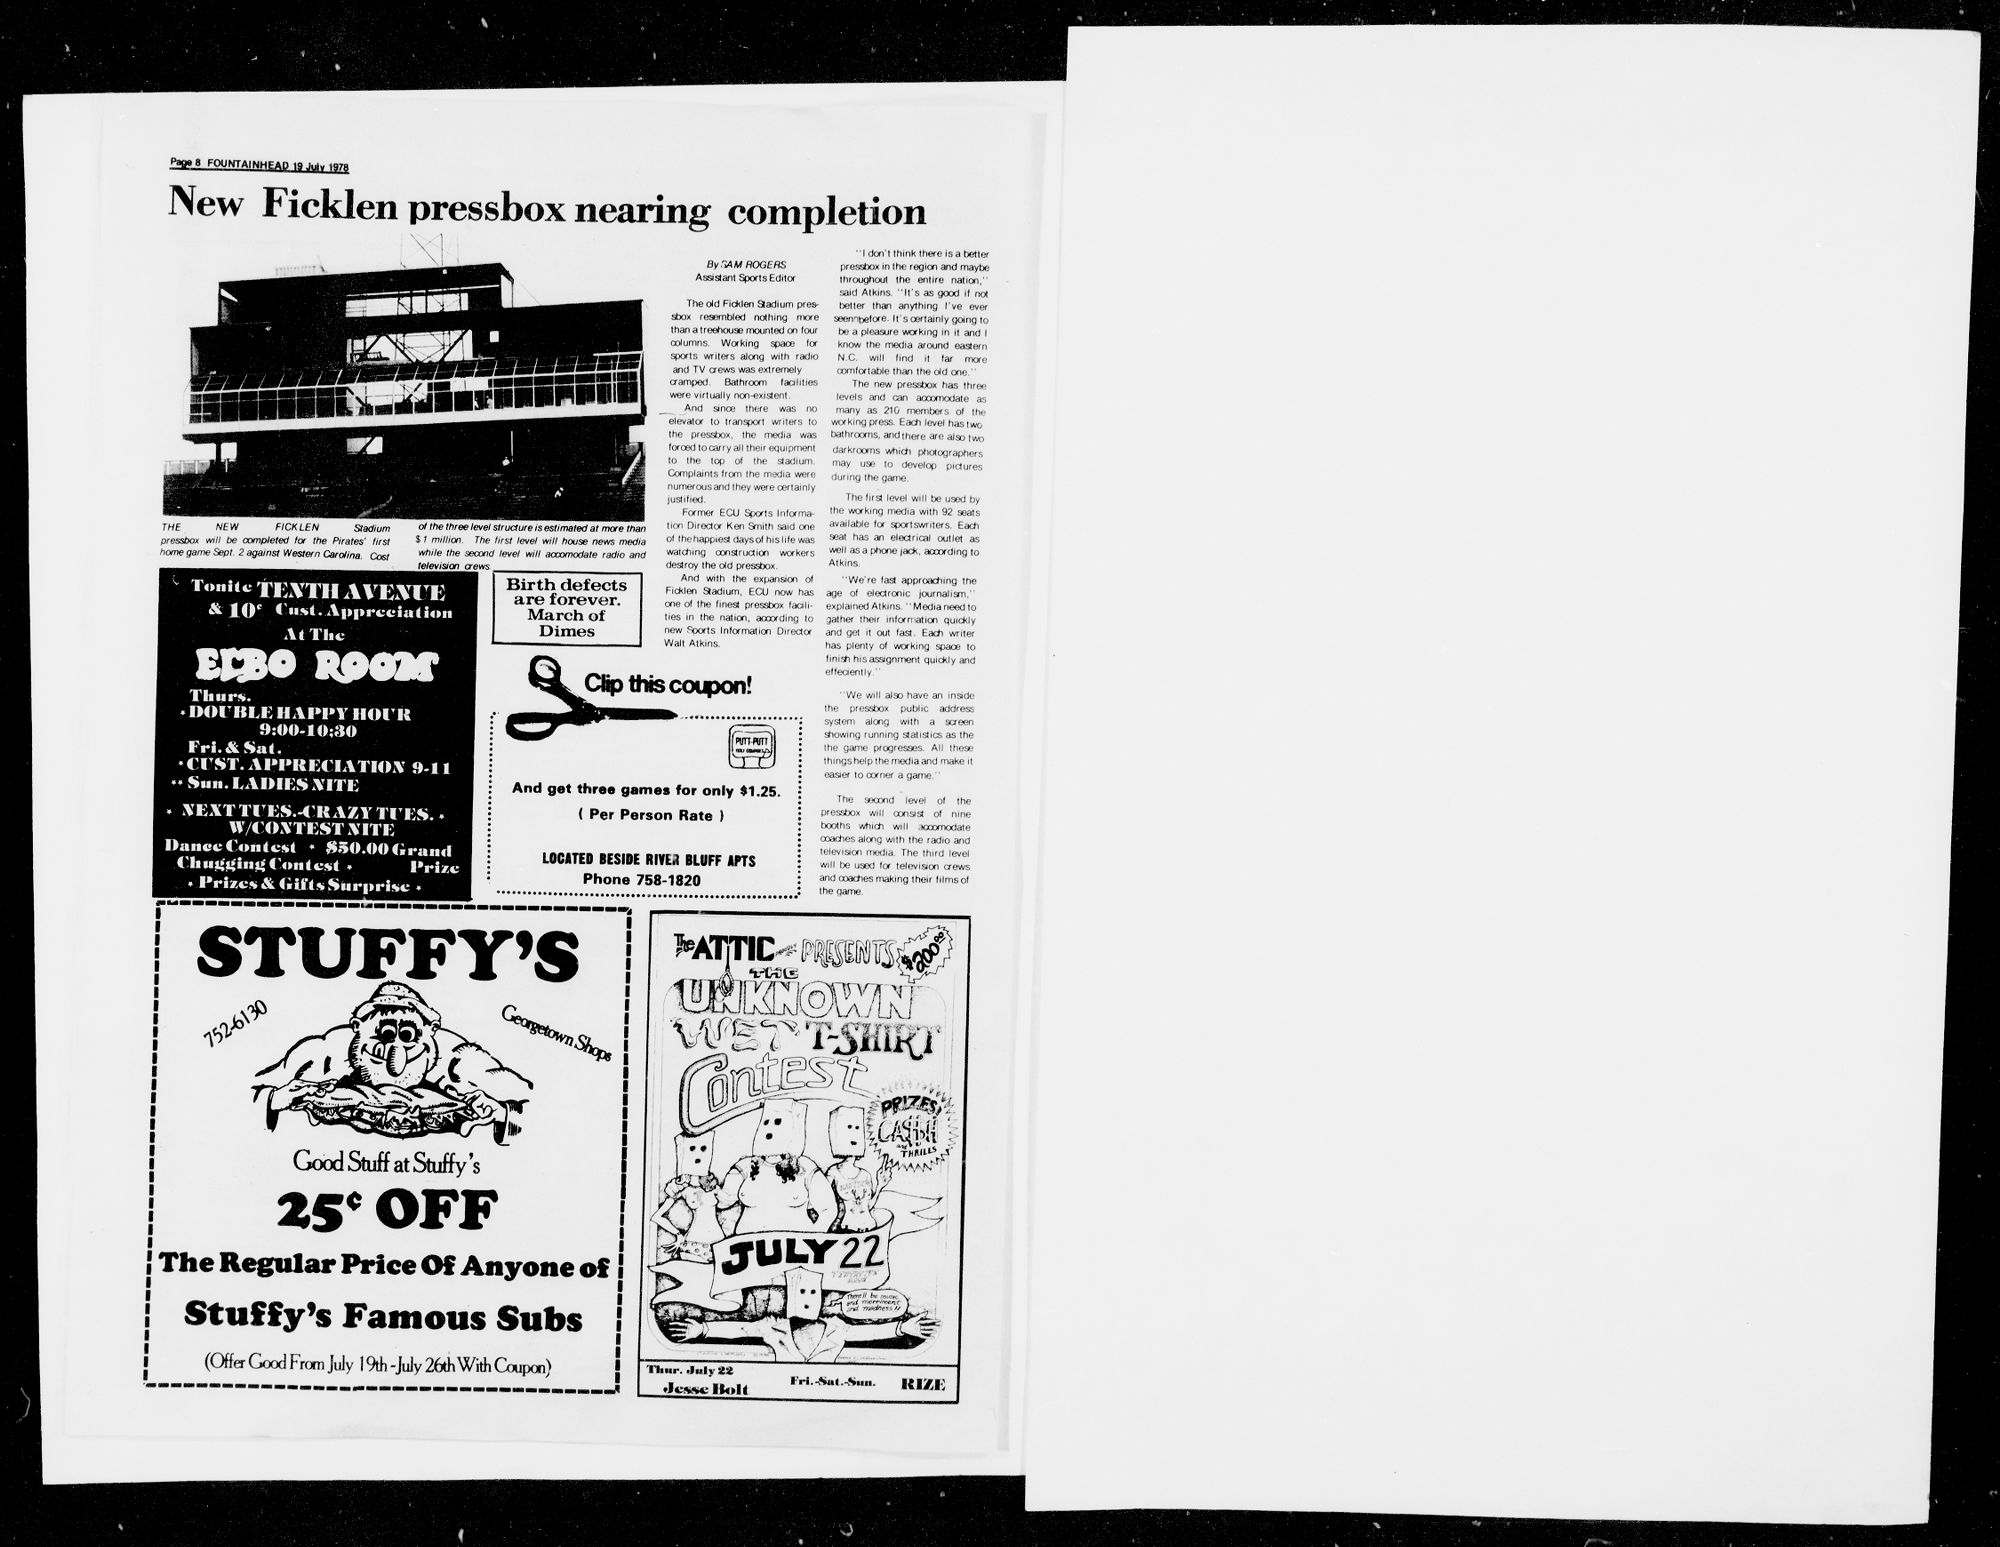 Page 8 FOUNTAINHEAD 19 July 1978
New Ficklen pressbox nearing completion
THE NEW FICKLEN Stadium
pressbox will be completed for the Pirates' first
home game Sept. 2 against Western Carolina. Cost
of the three level structure is estimated at more than
$1 million. The first level will house news media
while the second level will accomodate radio and
television crews.
By SAM ROGERS
Assistant Sports Editor
The old Ficklen Stadium pres-
sbox resembled nothing more
than a treehouse mounted on four
columns. Working space for
sports writers along with radio
and TV crews was extremely
cramped. Bathroom facilities
were virtually non-existent.
And since there was no
elevator to transport writers to
the pressbox, the media was
forced to carry all their equipment
to the top of the stadium.
Complaints from the media were
numerous and they were certainly
justified.
Former ECU Sports Informa-
tion Director Ken Smith said one
of the happiest days of his life was
watching construction workers
destroy the old pressbox.
And with the expansion of
Ficklen Stadium, ECU now has
one of the finest pressbox facili-
ties in the nation, according to
new Sports Information Director
Walt Atkins.
"I don't think there is a better
pressbox in the region and maybe
throughout the entire nation,"
said Atkins. "It's as good if not
better than anything I've ever
seennbefore. It's certainly going to
be a pleasure working in it and I
know the media around eastern
N.C. will find it far more
comfortable than the old one."
The new pressbox has three
levels and can accomodate as
many as 210 members of the
working press. Each level has two
bathrooms, and there are also two
darkrooms which photographers
may use to develop pictures
during the game.
The first level will be used by
the working media with 92 seats
available for sportswriters. Each
seat has an electrical outlet as
well as a phone jack, according to
Atkins.
"We're fast approaching the
age of electronic journalism,"
explained Atkins. "Media need to
gather their information quickly
and get it out fast. Each writer
has plenty of working space to
finish his assignment quickly and
effeciently."
"We will also have an inside
the pressbox public address
system along with a screen
showing running statistics as the
the game progresses. All these
things help the media and make it
easier to corner a game."
The second level of the
pressbox will consist of nine
booths which will accomodate
coaches along with the radio and
television media. The third level
will be used for television crews
and coaches making their films of
the game.
Tonite TENTH AVENUE
& 10¢ Cust. Appreciation
At The
ELBO ROOM
Thurs.
DOUBLE HAPPY HOUR
9:00-10:30
Fri. & Sat.
CUST. APPRECIATION 9-11
Sun. LADIES NITE
NEXT TUES.-CRAZY TUES.
W/CONTEST NITE
Dance Contest * $50.00 Grand
Chugging Contest * Prize
* Prizes & Gifts Surprise *
Birth defects
are forever.
March of
Dimes
Clip this coupon!
PUTT-PUTT
GOLF COURSES
And get three games for only $1.25.
( Per Person Rate )
LOCATED BESIDE RIVER BLUFF APTS
Phone 758-1820
STUFFY'S
752-6130
Georgetown Shops
Good Stuff at Stuffy's
25¢ OFF
The Regular Price Of Anyone of
Stuffy's Famous Subs
(Offer Good From July 19th -July 26th With Coupon)
The ATTIC PRESENTS
$200.00
THE
UNKNOWN
WET T-SHIRT
Contest
PRIZES!
CA$H
and
THRILLS
JULY 22
There'll be music
and merriment
and madness!!
Thur. July 22
Jesse Bolt
Fri.-Sat.-Sun. RIZE